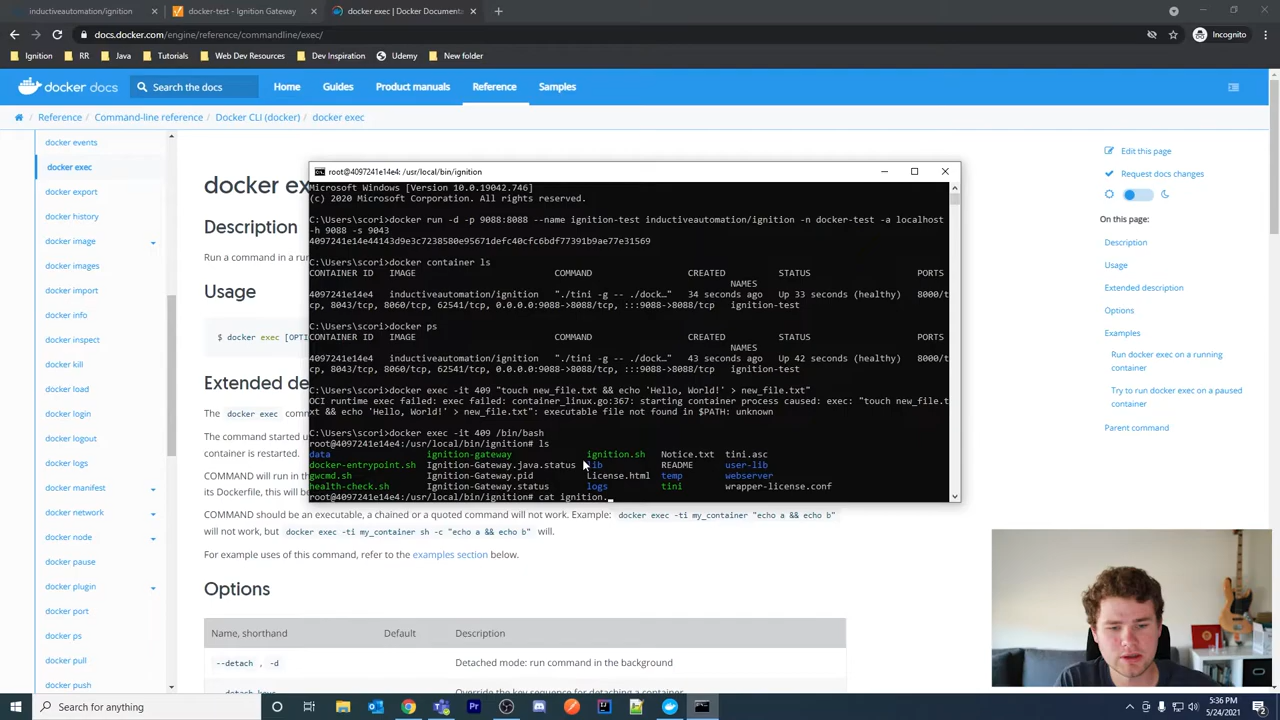 inductiveautomation/ignition
docker-test - Ignition Gateway
docker exec | Docker Documentat
docs.docker.com/engine/reference/commandline/exec/
Incognito
Ignition
RR
Java
Tutorials
Web Dev Resources
Ignition
Udemy
New folder
docker docs
Search the docs
Home
Guides
Product manuals
Reference
Samples
Reference / Command-line reference / Docker CLI (docker) / docker exec
docker events
docker exec
docker export
docker history
docker image
docker images
docker import
docker info
docker inspect
docker kill
docker load
docker login
docker logout
docker logs
docker manifest
docker network
docker node
docker pause
docker plugin
docker port
docker ps
docker pull
docker push
docker ex
Description
Run a command in a run
Usage
$ docker exec [OPTI
Extended de
The docker exec comm
The command started u
container is restarted.
COMMAND will run in t
its Dockerfile, this will b
COMMAND should be an executable, a chained or a quoted command will not work. Example: docker exec -ti my_container "echo a && echo b"
will not work, but docker exec -ti my_container sh -c "echo a && echo b" will.
For example uses of this command, refer to the examples section below.
Options
Name, shorthand Default Description
--detach , -d Detached mode: run command in the background
--detach-keys Override the key sequence for detaching a container
root@4097241e14e4: /usr/local/bin/ignition
Microsoft Windows [Version 10.0.19042.746]
(c) 2020 Microsoft Corporation. All rights reserved.
C:\Users\scori>docker run -d -p 9088:8088 --name ignition-test inductiveautomation/ignition -n docker-test -a localhost
-h 9088 -s 9043
4097241e14e44143d9e3c7238580e95671defc40cfc6bdf77391b9ae77e31569
C:\Users\scori>docker container ls
CONTAINER ID IMAGE COMMAND CREATED STATUS PORTS
NAMES
4097241e14e4 inductiveautomation/ignition "./tini -g -- ./dock…" 34 seconds ago Up 33 seconds (healthy) 8000/t
cp, 8043/tcp, 8060/tcp, 62541/tcp, 0.0.0.0:9088->8088/tcp, :::9088->8088/tcp ignition-test
C:\Users\scori>docker ps
CONTAINER ID IMAGE COMMAND CREATED STATUS PORTS
NAMES
4097241e14e4 inductiveautomation/ignition "./tini -g -- ./dock…" 43 seconds ago Up 42 seconds (healthy) 8000/t
cp, 8043/tcp, 8060/tcp, 62541/tcp, 0.0.0.0:9088->8088/tcp, :::9088->8088/tcp ignition-test
C:\Users\scori>docker exec -it 409 "touch new_file.txt && echo 'Hello, World!' > new_file.txt"
OCI runtime exec failed: exec failed: container_linux.go:367: starting container process caused: exec: "touch new_file.t
xt && echo 'Hello, World!' > new_file.txt": executable file not found in $PATH: unknown
C:\Users\scori>docker exec -it 409 /bin/bash
root@4097241e14e4:/usr/local/bin/ignition# ls
data Ignition-gateway ignition.sh Notice.txt tini.asc
docker-entrypoint.sh Ignition-Gateway.java.status lib README user-lib
gwcmd.sh Ignition-Gateway.pid License.html temp webserver
health-check.sh Ignition-Gateway.status logs tini wrapper-license.conf
root@4097241e14e4:/usr/local/bin/ignition# cat ignition.
Edit this page
Request docs changes
On this page:
Description
Usage
Extended description
Options
Examples
Run docker exec on a running
container
Try to run docker exec on a paused
container
Parent command
Search for anything
5:36 PM
5/24/2021